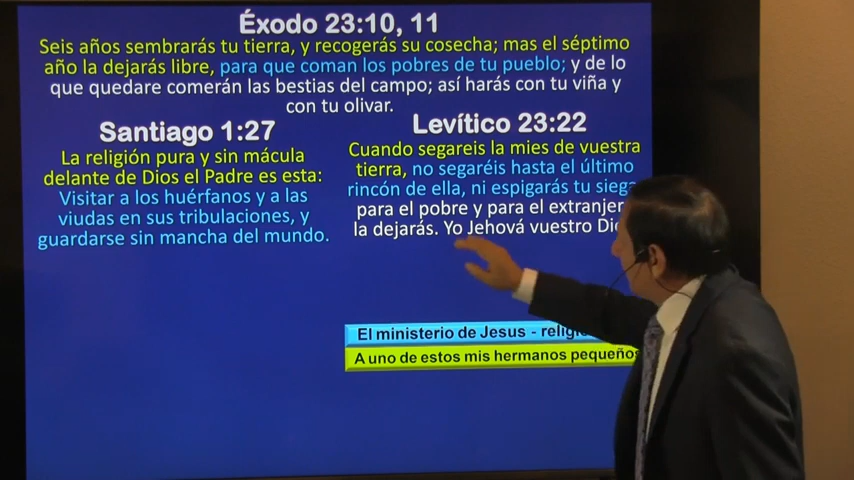 Éxodo 23:10, 11
Seis años sembrarás tu tierra, y recogerás su cosecha; mas el séptimo
año la dejarás libre, para que coman los pobres de tu pueblo; y de lo
que quedare comerán las bestias del campo; así harás con tu viña y
con tu olivar.
Santiago 1:27
La religión pura y sin mácula
delante de Dios el Padre es esta:
Visitar a los huérfanos y a las
viudas en sus tribulaciones, y
guardarse sin mancha del mundo.
Levítico 23:22
Cuando segareis la mies de vuestra
tierra, no segaréis hasta el último
rincón de ella, ni espigarás tu
para el pobre y para el
la dejarás. Yo Jehová vuestro
El ministerio de Jesus -
A uno de estos mis hermanos pequeños